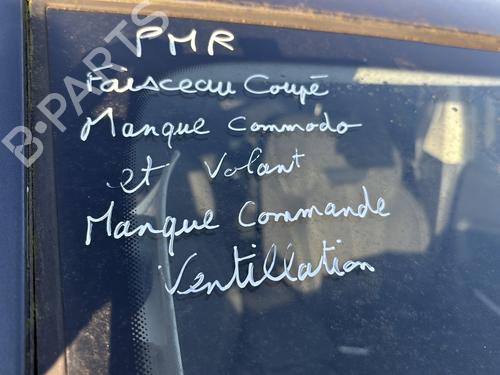 B-PARTS
PMR
Faisceau Coupé
Manque Commodo
et Volant
Manque Commande
Ventillation